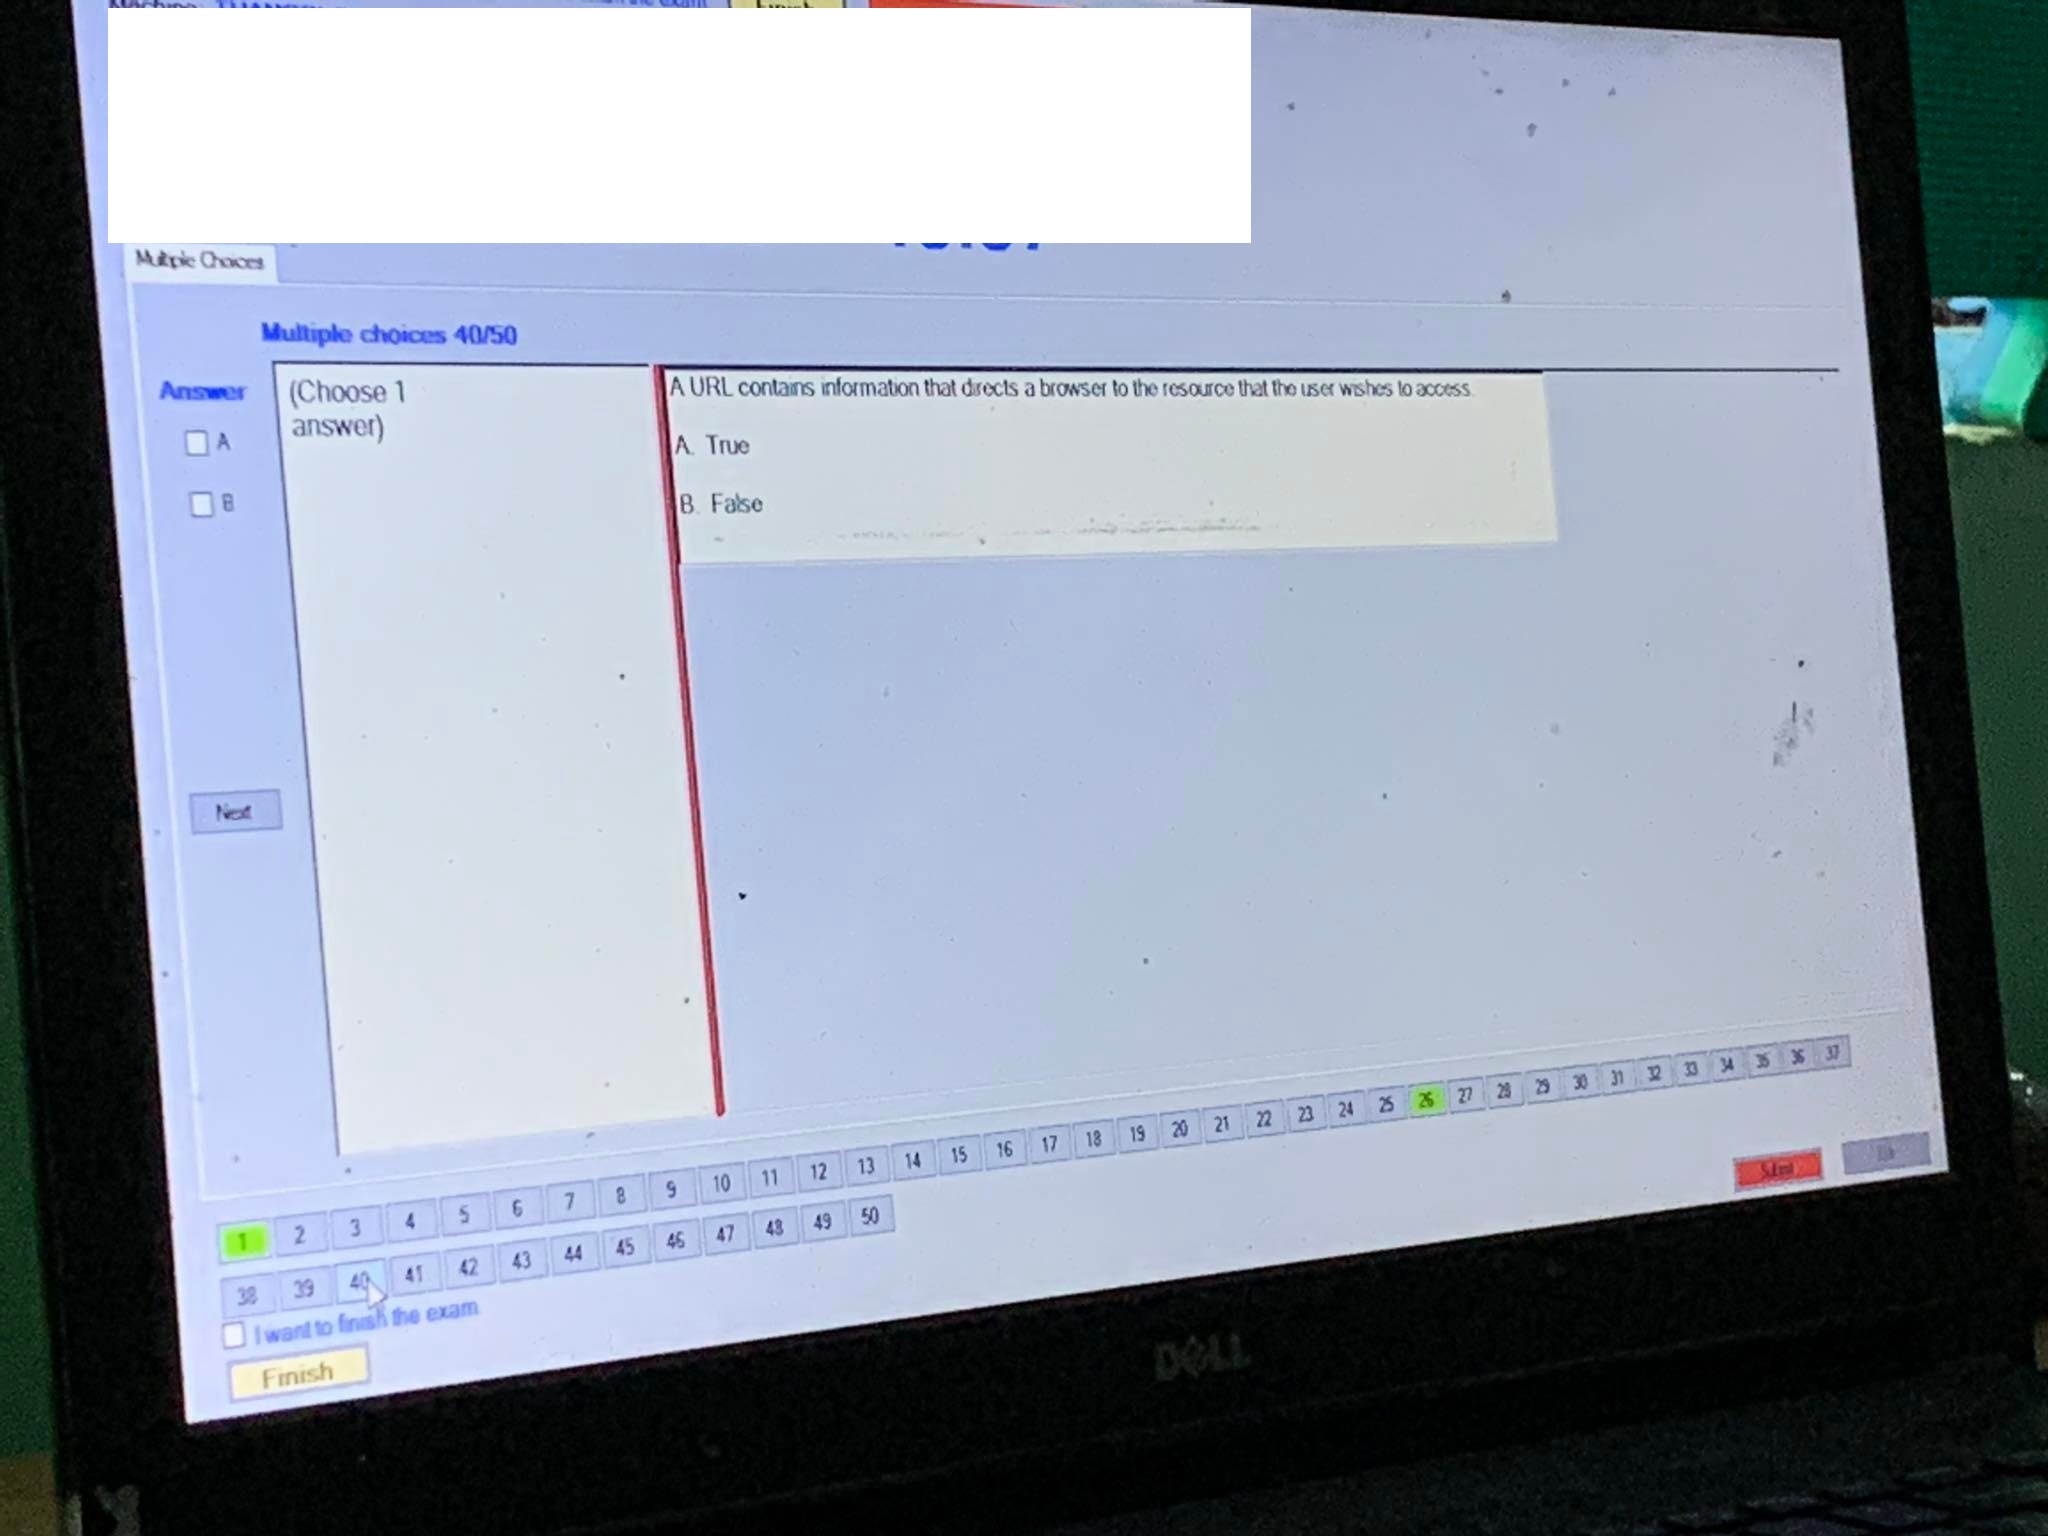 Multiple Choices
Multiple choices 40/50
Answer
A
B
(Choose 1
answer)
A URL contains information that directs a browser to the resource that the user wishes to access.
A. True
B. False
Next
1 2 3 4 5 6 7 8 9 10 11 12 13 14 15 16 17 18 19 20 21 22 23 24 25 26 27 28 29 30 31 32 33 34 35 36 37
38 39 40 41 42 43 44 45 46 47 48 49 50
Submit
I want to finish the exam
Finish
DELL